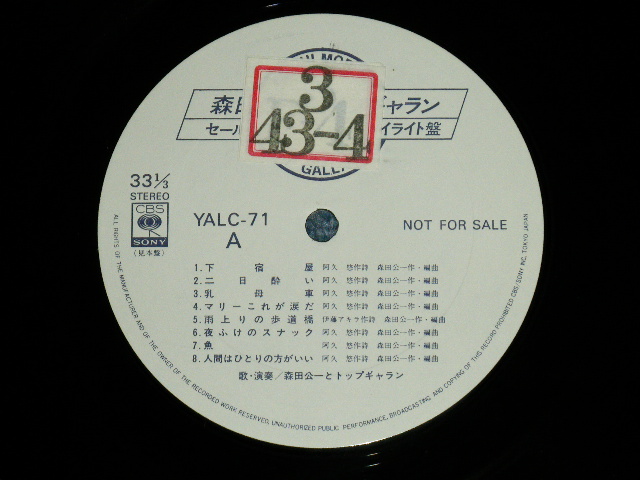 UI MOR
森田 ギャラン
セール イライト盤
GALL
3
43-4
33⅓
STEREO
CBS
SONY
(見本盤)
YALC-71
A
NOT FOR SALE
1.下宿屋 阿久 悠作詩 森田公一作・編曲
2.二日酔い 阿久 悠作詩 森田公一作・編曲
3.乳母車 阿久 悠作詩 森田公一作・編曲
4.マリーこれが涙だ 阿久 悠作詩 森田公一作・編曲
5.雨上りの歩道橋 伊藤アキラ作詩 森田公一作・編曲
6.夜ふけのスナック 阿久 悠作詩 森田公一作・編曲
7.魚 阿久 悠作詩 森田公一作・編曲
8.人間はひとりの方がいい 阿久 悠作詩 森田公一作・編曲
歌・演奏/森田公一とトップギャラン
ALL RIGHTS OF THE MANUFACTURER AND OF THE OWNER OF THE RECORDED WORK RESERVED, UNAUTHORIZED PUBLIC PERFORMANCE, BROADCASTING AND COPYING OF THIS RECORD PROHIBITED CBS/SONY INC. TOKYO JAPAN